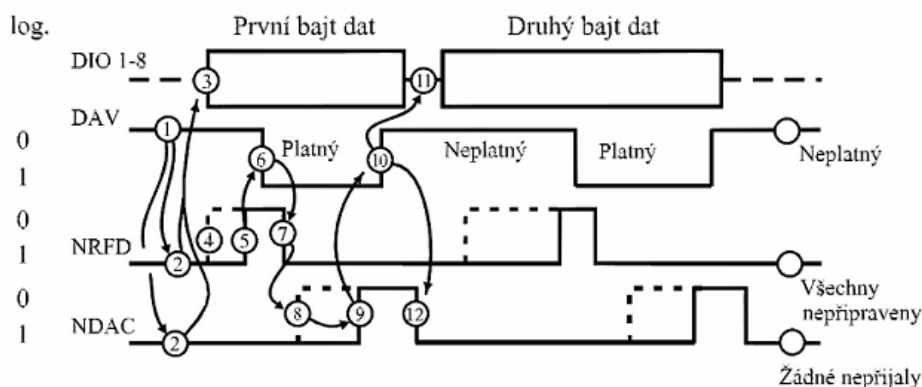 log.
První bajt dat
Druhý bajt dat
DIO 1-8
3
11
DAV
0
1
1
6
Platný
10
Neplatný
Platný
Neplatný
0
1
NRFD
2
4
5
7
Všechny
nepřipraveny
0
1
NDAC
2
8
9
12
Žádné nepřijaly